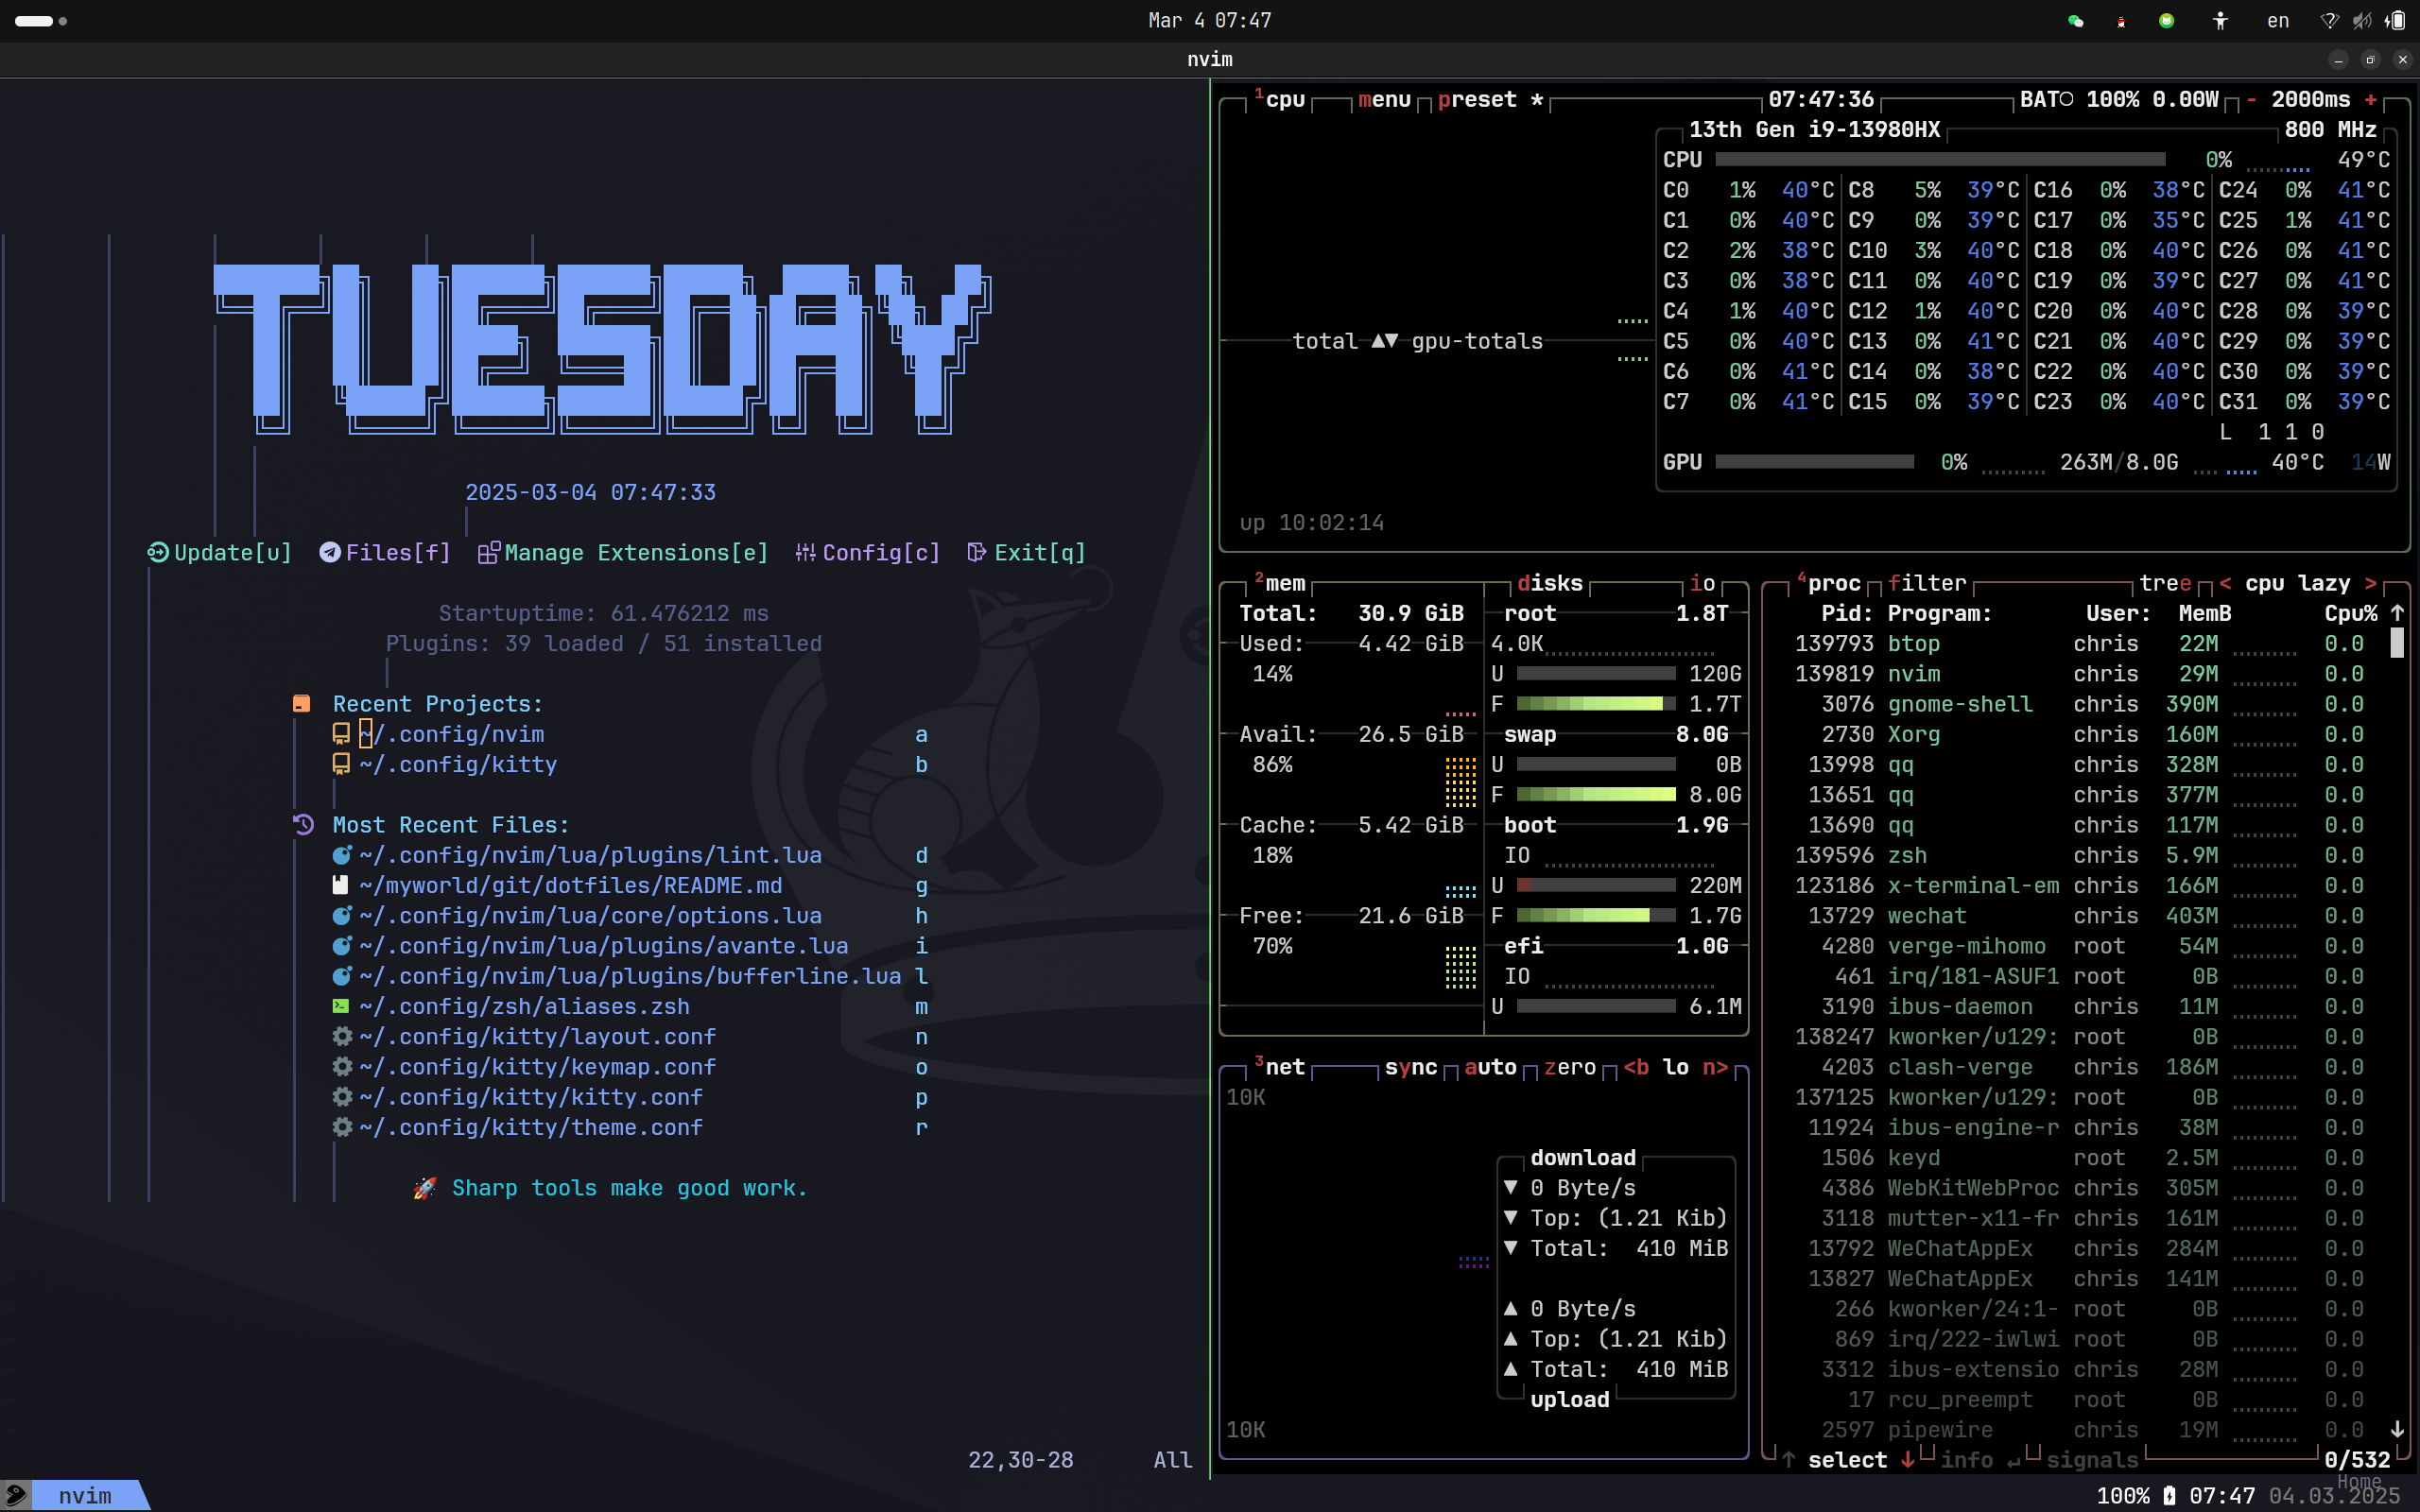 Mar 4 07:47
en
nvim
TUESDAY
2025-03-04 07:47:33
Update[u] Files[f] Manage Extensions[e] Config[c] Exit[q]
Startuptime: 61.476212 ms
Plugins: 39 loaded / 51 installed
Recent Projects:
~/.config/nvim a
~/.config/kitty b
Most Recent Files:
~/.config/nvim/lua/plugins/lint.lua d
~/myworld/git/dotfiles/README.md g
~/.config/nvim/lua/core/options.lua h
~/.config/nvim/lua/plugins/avante.lua i
~/.config/nvim/lua/plugins/bufferline.lua l
~/.config/zsh/aliases.zsh m
~/.config/kitty/layout.conf n
~/.config/kitty/keymap.conf o
~/.config/kitty/kitty.conf p
~/.config/kitty/theme.conf r
🚀 Sharp tools make good work.
22,30-28 All
1cpu menu preset * 07:47:36 BAT○ 100% 0.00W - 2000ms +
13th Gen i9-13980HX 800 MHz
CPU 0% 49°C
C0 1% 40°C C8 5% 39°C C16 0% 38°C C24 0% 41°C
C1 0% 40°C C9 0% 39°C C17 0% 35°C C25 1% 41°C
C2 2% 38°C C10 3% 40°C C18 0% 40°C C26 0% 41°C
C3 0% 38°C C11 0% 40°C C19 0% 39°C C27 0% 41°C
C4 1% 40°C C12 1% 40°C C20 0% 40°C C28 0% 39°C
total ▲▼ gpu-totals
C5 0% 40°C C13 0% 41°C C21 0% 40°C C29 0% 39°C
C6 0% 41°C C14 0% 38°C C22 0% 40°C C30 0% 39°C
C7 0% 41°C C15 0% 39°C C23 0% 40°C C31 0% 39°C
L 1 1 0
GPU 0% 263M/8.0G 40°C 14W
up 10:02:14
2mem
Total: 30.9 GiB
Used: 4.42 GiB
14%
Avail: 26.5 GiB
86%
Cache: 5.42 GiB
18%
Free: 21.6 GiB
70%
disks io
root 1.8T
4.0K
U 120G
F 1.7T
swap 8.0G
U 0B
F 8.0G
boot 1.9G
IO
U 220M
F 1.7G
efi 1.0G
IO
U 6.1M
3net sync auto zero <b lo n>
10K
download
▼ 0 Byte/s
▼ Top: (1.21 Kib)
▼ Total: 410 MiB
▲ 0 Byte/s
▲ Top: (1.21 Kib)
▲ Total: 410 MiB
upload
10K
4proc filter tree < cpu lazy >
Pid: Program: User: MemB Cpu% ↑
139793 btop chris 22M 0.0
139819 nvim chris 29M 0.0
3076 gnome-shell chris 390M 0.0
2730 Xorg chris 160M 0.0
13998 qq chris 328M 0.0
13651 qq chris 377M 0.0
13690 qq chris 117M 0.0
139596 zsh chris 5.9M 0.0
123186 x-terminal-em chris 166M 0.0
13729 wechat chris 403M 0.0
4280 verge-mihomo root 54M 0.0
461 irq/181-ASUF1 root 0B 0.0
3190 ibus-daemon chris 11M 0.0
138247 kworker/u129: root 0B 0.0
4203 clash-verge chris 186M 0.0
137125 kworker/u129: root 0B 0.0
11924 ibus-engine-r chris 38M 0.0
1506 keyd root 2.5M 0.0
4386 WebKitWebProc chris 305M 0.0
3118 mutter-x11-fr chris 161M 0.0
13792 WeChatAppEx chris 284M 0.0
13827 WeChatAppEx chris 141M 0.0
266 kworker/24:1- root 0B 0.0
869 irq/222-iwlwi root 0B 0.0
3312 ibus-extensio chris 28M 0.0
17 rcu_preempt root 0B 0.0
2597 pipewire chris 19M 0.0 ↓
↑ select ↓ info ↵ signals 0/532
Home
nvim
100% 07:47 04.03.2025